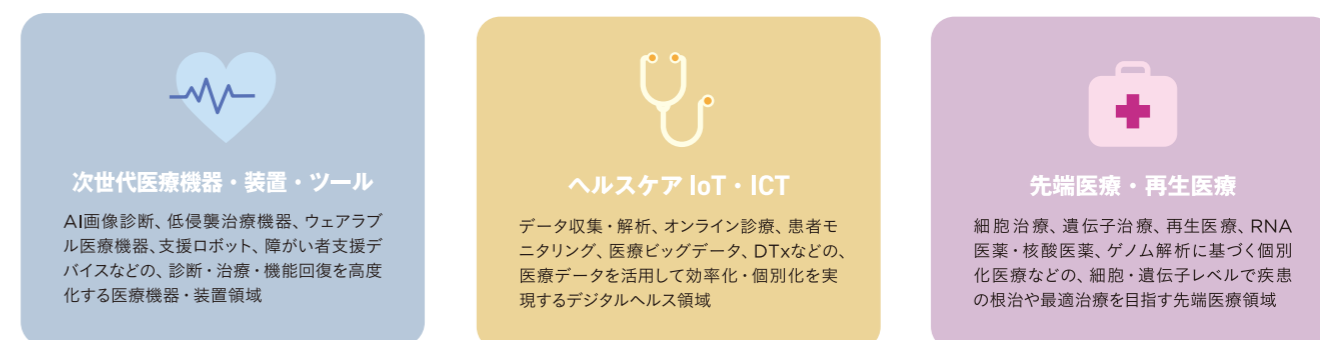 次世代医療機器・装置・ツール
AI画像診断、低侵襲治療機器、ウェアラブ
ル医療機器、支援ロボット、障がい者支援デ
バイスなどの、診断・治療・機能回復を高度
化する医療機器・装置領域
ヘルスケア IoT・ICT
データ収集・解析、オンライン診療、患者モ
ニタリング、医療ビッグデータ、DTxなどの、
医療データを活用して効率化・個別化を実
現するデジタルヘルス領域
先端医療・再生医療
細胞治療、遺伝子治療、再生医療、RNA
医薬・核酸医薬、ゲノム解析に基づく個別
化医療などの、細胞・遺伝子レベルで疾患
の根治や最適治療を目指す先端医療領域